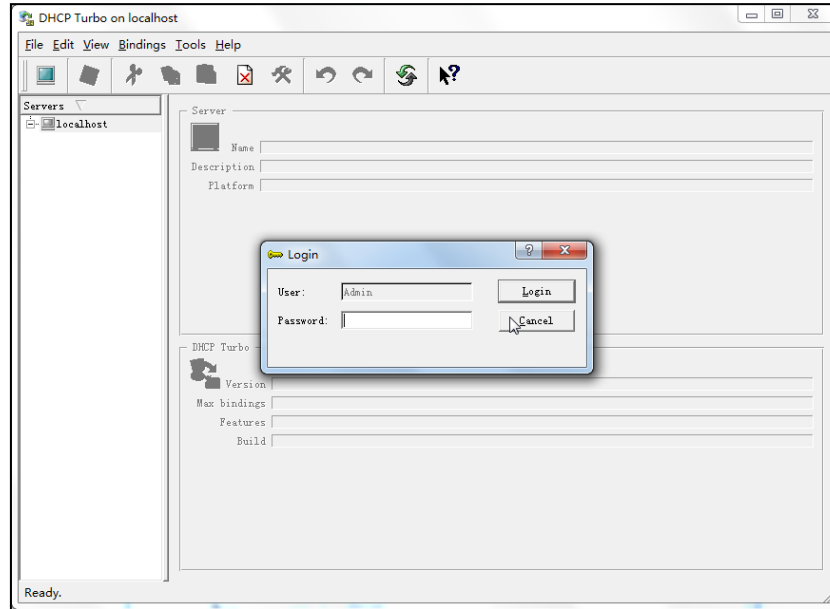 DHCP Turbo on localhost
File Edit View Bindings Tools Help
Servers
localhost
Server
Name
Description
Platform
Login
User: Admin Login
Password: Cancel
DHCP Turbo
Version
Max bindings
Features
Build
Ready.